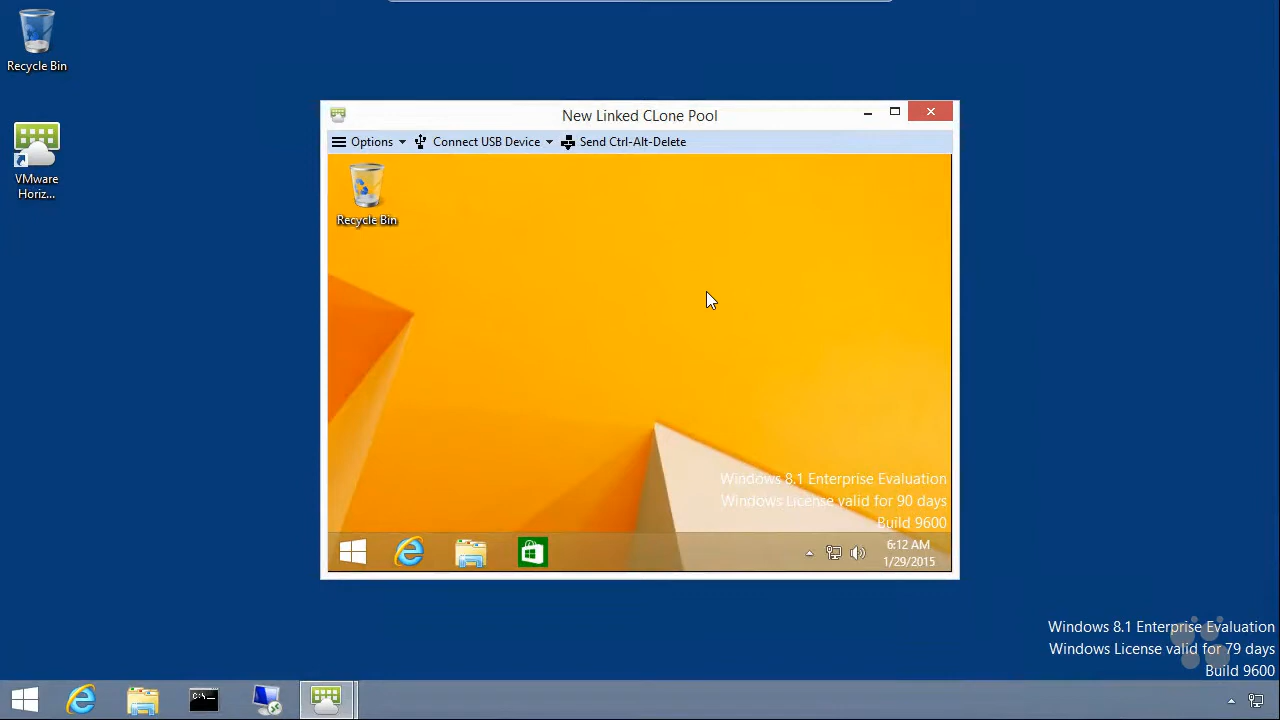 Recycle Bin
VMware
Horiz...
New Linked CLone Pool
Options
Connect USB Device
Send Ctrl-Alt-Delete
Recycle Bin
Windows 8.1 Enterprise Evaluation
Windows License valid for 90 days
Build 9600
6:12 AM
1/29/2015
Windows 8.1 Enterprise Evaluation
Windows License valid for 79 days
Build 9600
C:\.